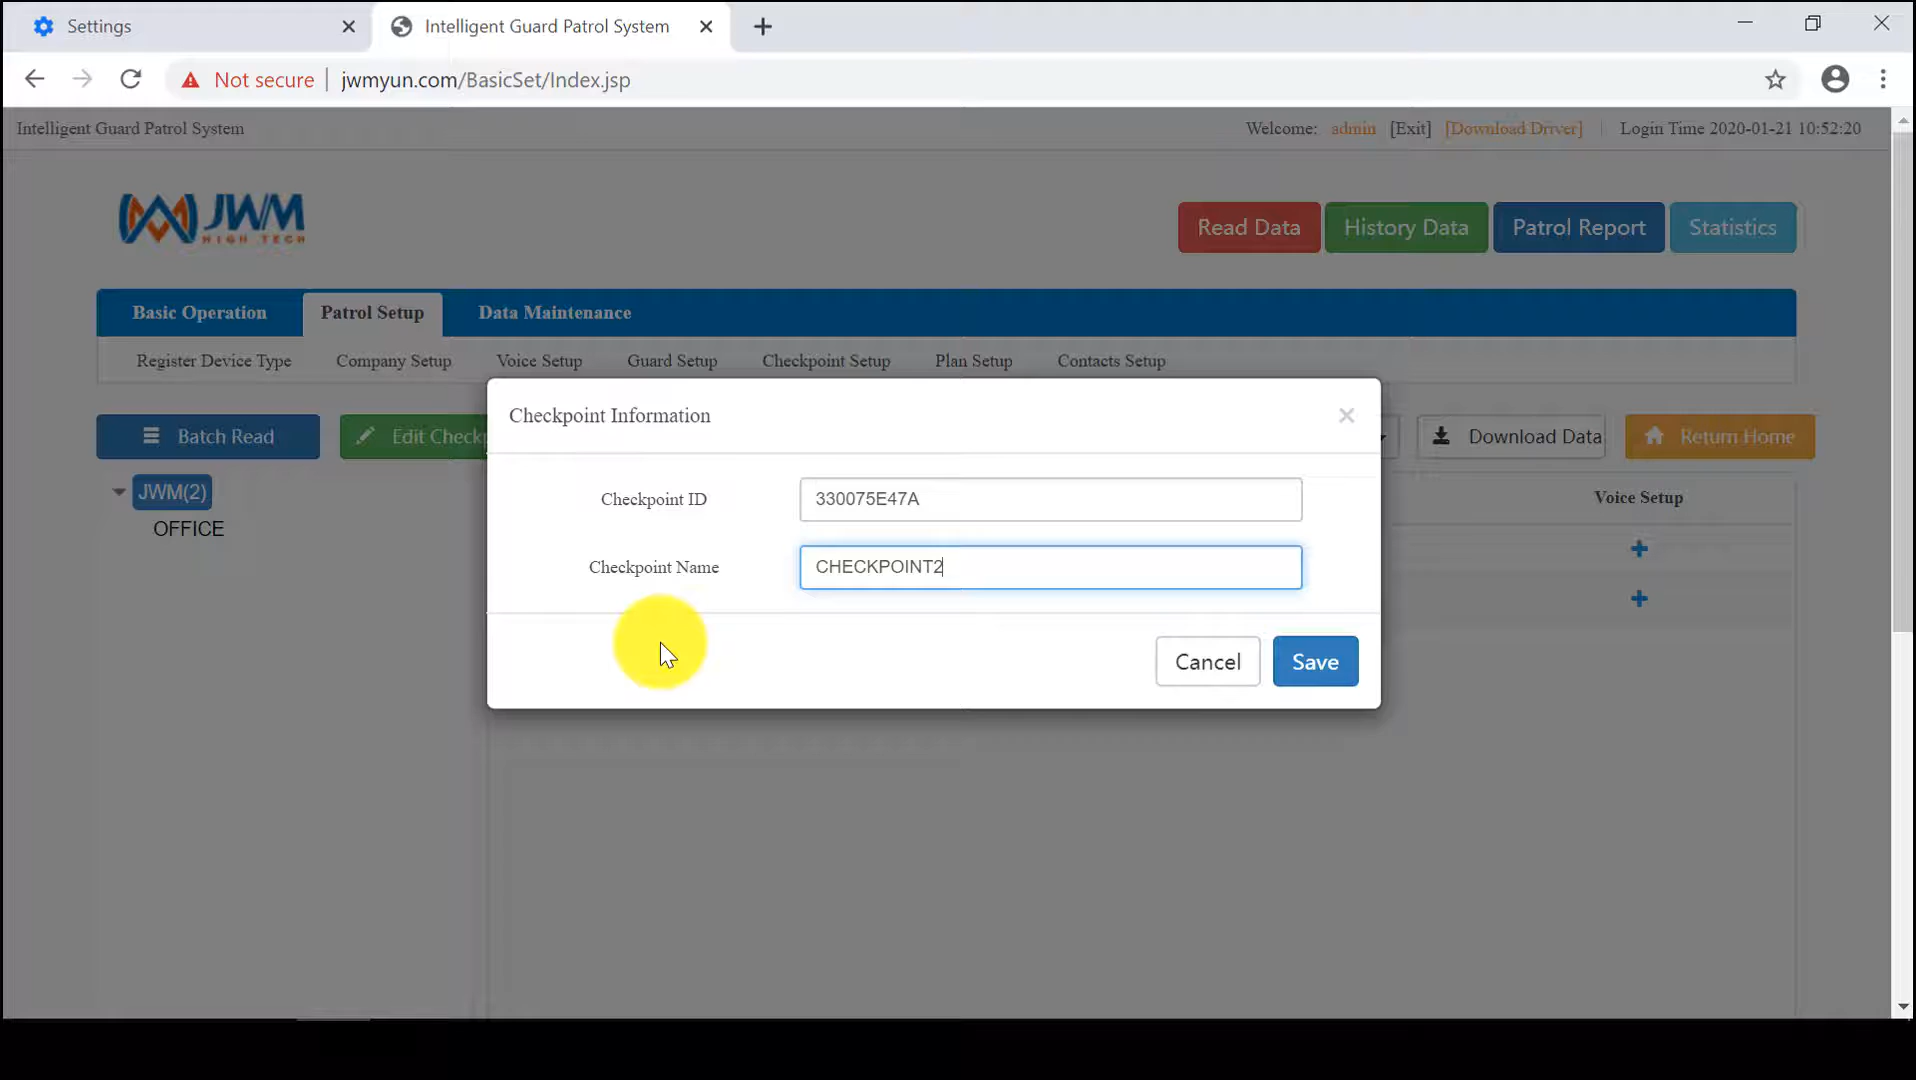 Settings
Intelligent Guard Patrol System
Not secure
jwmyun.com/BasicSet/Index.jsp
Intelligent Guard Patrol System
Welcome: admin [Exit] [Download Driver]
Login Time 2020-01-21 10:52:20
JWM
HIGH TECH
Read Data
History Data
Patrol Report
Statistics
Basic Operation
Patrol Setup
Data Maintenance
Register Device Type
Company Setup
Voice Setup
Guard Setup
Checkpoint Setup
Plan Setup
Contacts Setup
Batch Read
Edit Check
Download Data
Return Home
JWM(2)
OFFICE
Voice Setup
Checkpoint Information
Checkpoint ID
330075E47A
Checkpoint Name
CHECKPOINT2
Cancel
Save